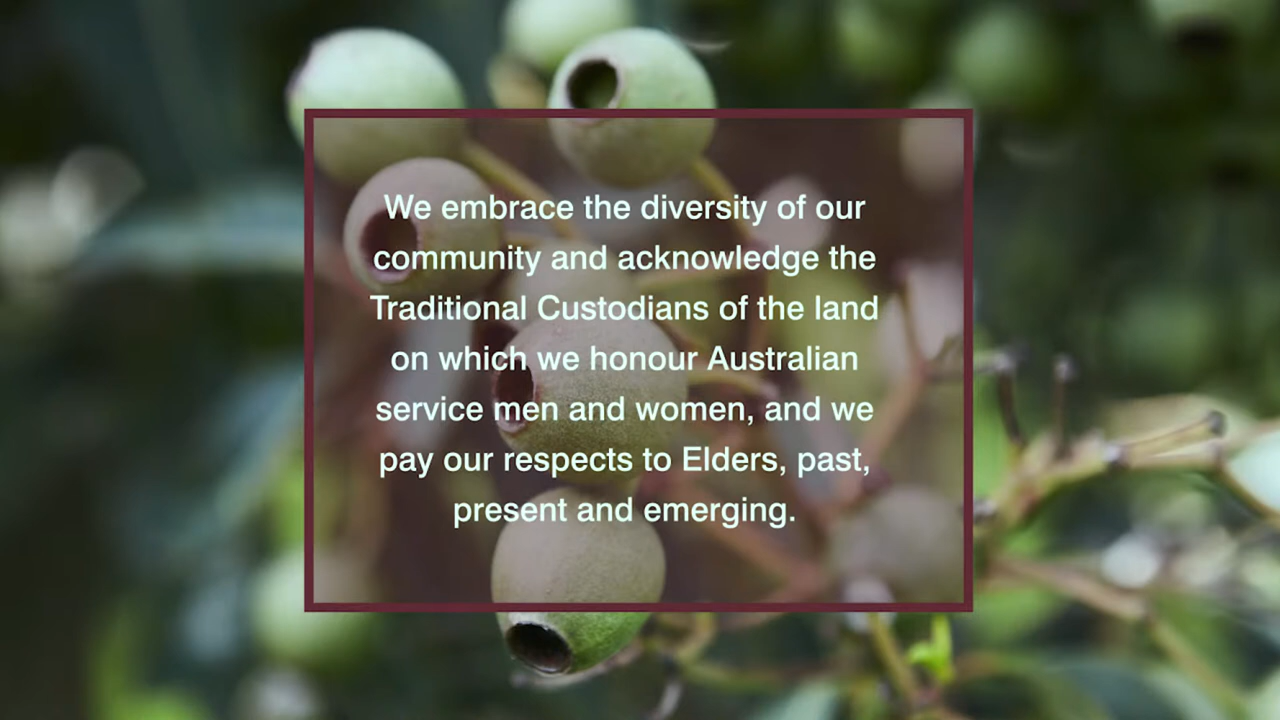 We embrace the diversity of our
community and acknowledge the
Traditional Custodians of the land
on which we honour Australian
service men and women, and we
pay our respects to Elders, past,
present and emerging.